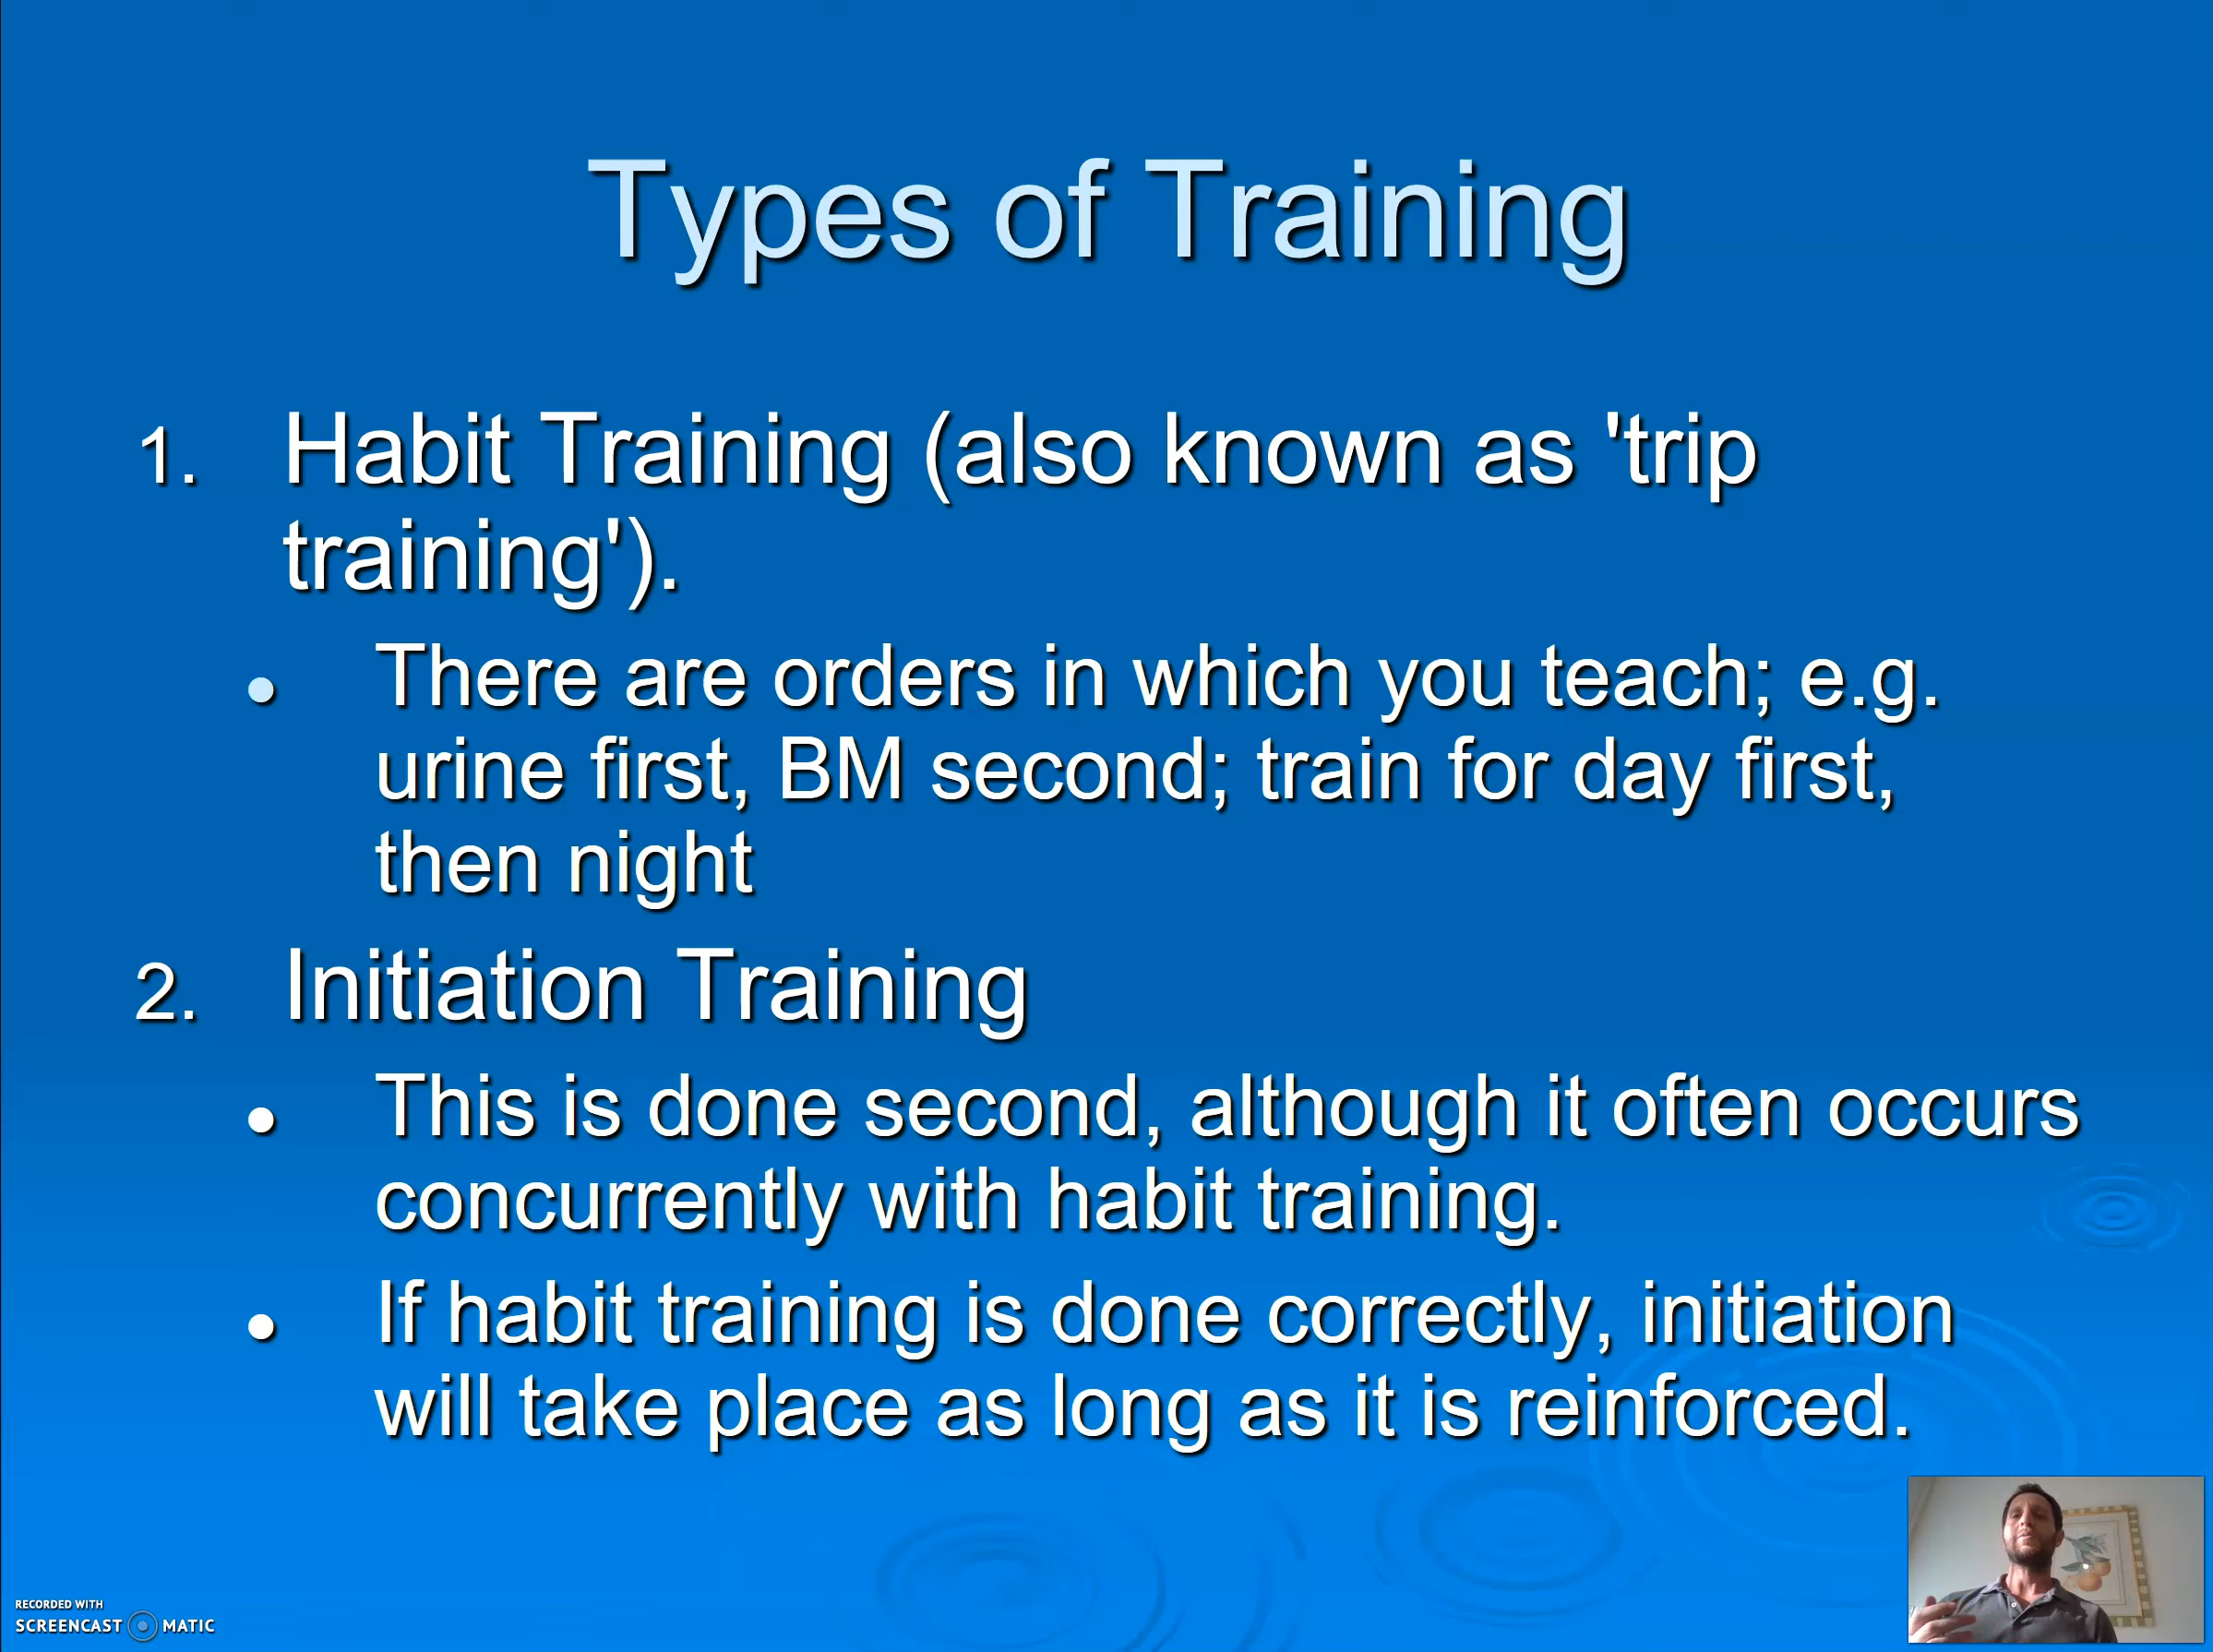 Types of Training
1. Habit Training (also known as 'trip
training').
• There are orders in which you teach; e.g.
urine first, BM second; train for day first,
then night
2. Initiation Training
• This is done second, although it often occurs
concurrently with habit training.
• If habit training is done correctly, initiation
will take place as long as it is reinforced.
RECORDED WITH
SCREENCAST MATIC